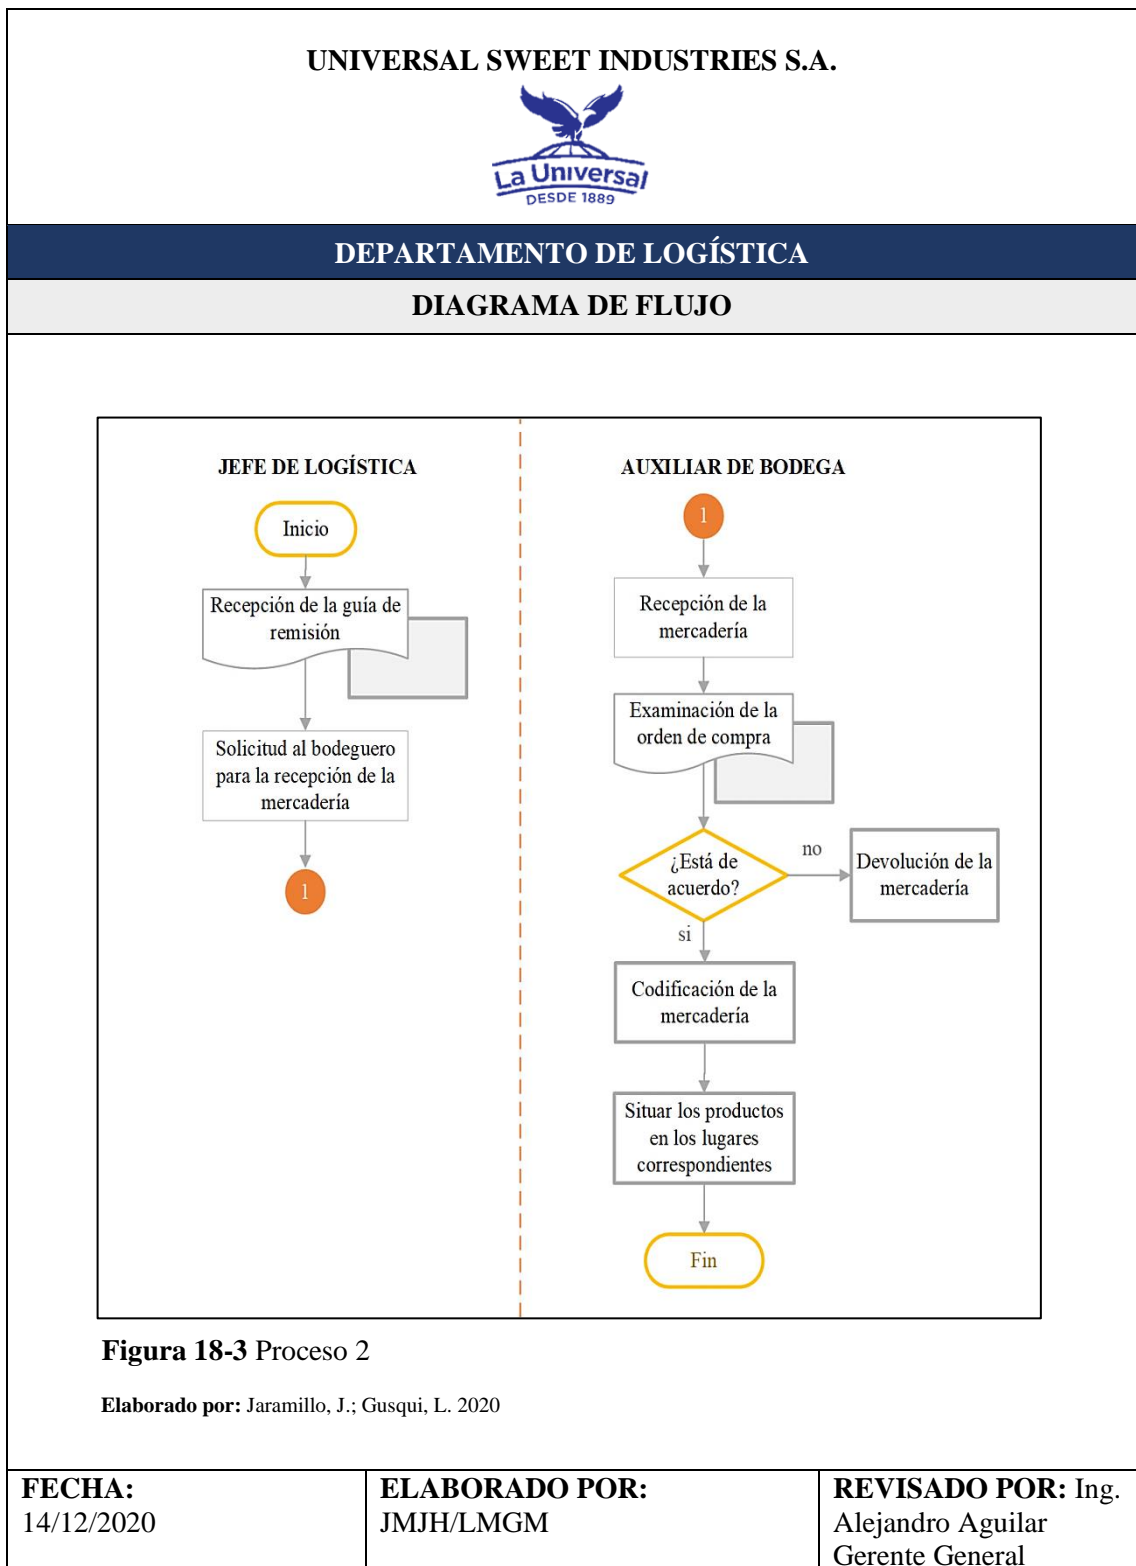 UNIVERSAL SWEET INDUSTRIES S.A.
La Universal
DESDE 1889
DEPARTAMENTO DE LOGÍSTICA
DIAGRAMA DE FLUJO
JEFE DE LOGÍSTICA
Inicio
Recepción de la guía de
remisión
Solicitud al bodeguero
para la recepción de la
mercadería
1
AUXILIAR DE BODEGA
1
Recepción de la
mercadería
Examinación de la
orden de compra
¿Está de
acuerdo?
no
Devolución de la
mercadería
si
Codificación de la
mercadería
Situar los productos
en los lugares
correspondientes
Fin
Figura 18-3 Proceso 2
Elaborado por: Jaramillo, J.; Gusqui, L. 2020
FECHA:
14/12/2020
ELABORADO POR:
JMJH/LMGM
REVISADO POR: Ing.
Alejandro Aguilar
Gerente General